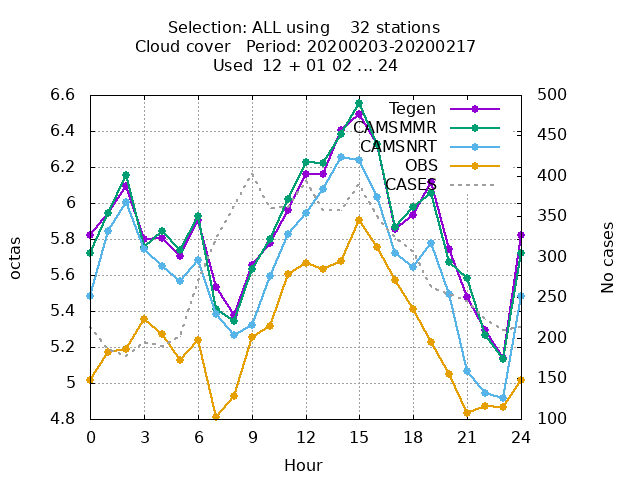 Selection: ALL using    32 stations
Cloud cover   Period: 20200203-20200217
Used  12 + 01 02 ... 24
6.6
6.4
6.2
6
5.8
5.6
5.4
5.2
5
4.8
octas
500
450
400
350
300
250
200
150
100
No cases
Tegen
CAMSMMR
CAMSNRT
OBS
CASES
0 3 6 9 12 15 18 21 24
Hour